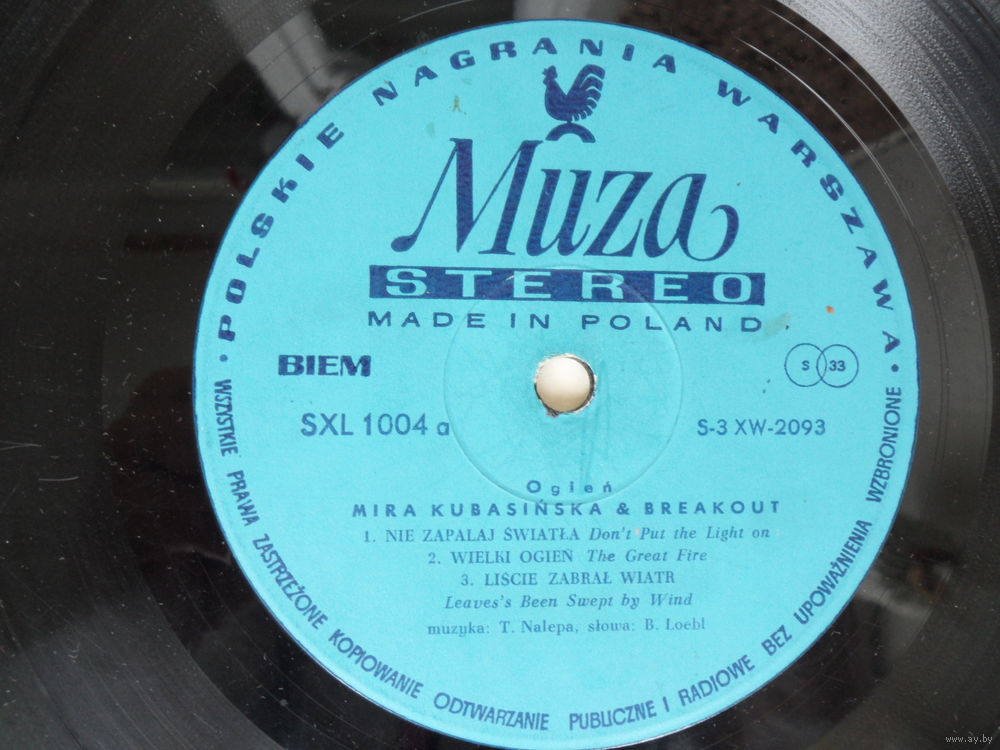 POLSKIE NAGRANIA WARSZAWA
Muza
STEREO
MADE IN POLAND
BIEM
S 33
SXL 1004 a
S-3 XW-2093
Ogień
MIRA KUBASIŃSKA & BREAKOUT
1. NIE ZAPALAJ ŚWIATŁA Don't Put the Light on
2. WIELKI OGIEŃ The Great Fire
3. LIŚCIE ZABRAŁ WIATR
Leaves's Been Swept by Wind
muzyka: T. Nalepa, słowa: B. Loebl
• WSZYSTKIE PRAWA ZASTRZEŻONE KOPIOWANIE ODTWARZANIE PUBLICZNE I RADIOWE BEZ UPOWAŻNIENIA WZBRONIONE •
www.ay.by